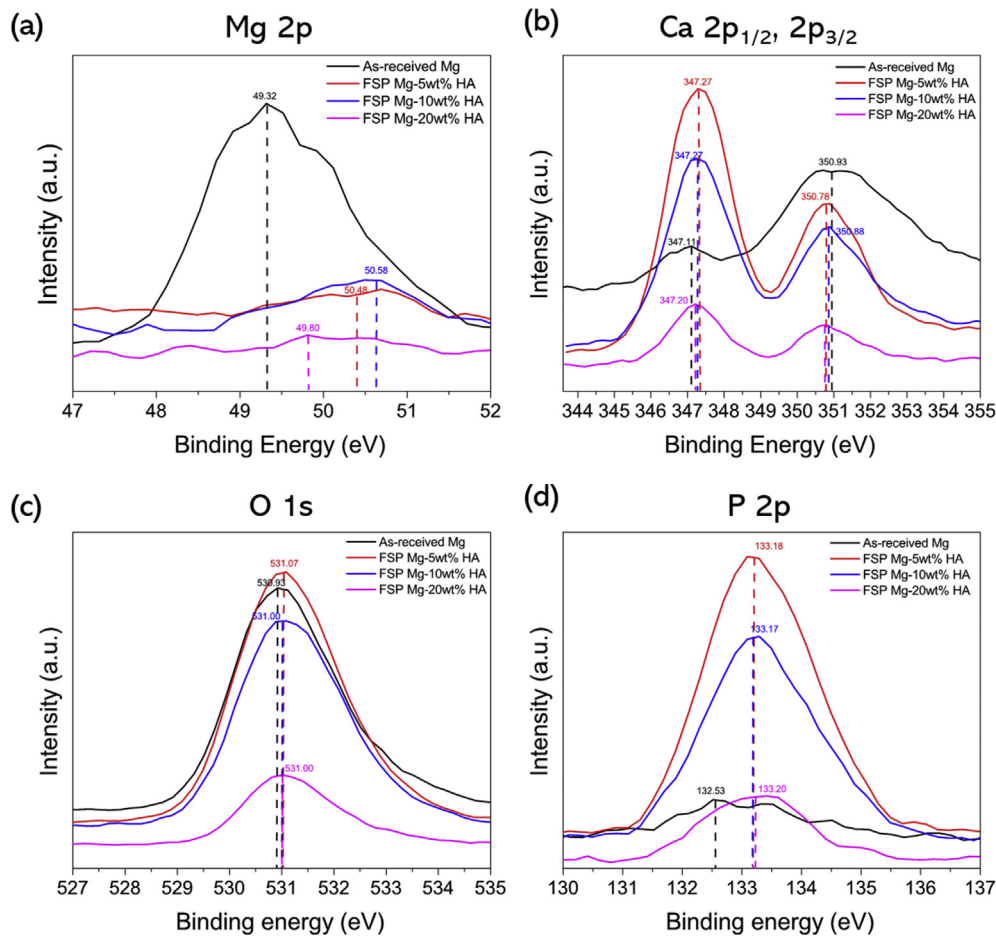 (a)
Mg 2p
As-received Mg
FSP Mg-5wt% HA
FSP Mg-10wt% HA
FSP Mg-20wt% HA
49.32
50.58
50.48
49.80
Intensity (a.u.)
47 48 49 50 51 52
Binding Energy (eV)
(b)
Ca 2p1/2, 2p3/2
As-received Mg
FSP Mg-5wt% HA
FSP Mg-10wt% HA
FSP Mg-20wt% HA
347.27
347.27
350.93
350.78
347.11
350.88
347.20
Intensity (a.u.)
344 345 346 347 348 349 350 351 352 354 355
Binding Energy (eV)
(c)
O 1s
As-received Mg
FSP Mg-5wt% HA
FSP Mg-10wt% HA
FSP Mg-20wt% HA
531.07
530.93
531.00
531.00
Intensity (a.u.)
527 528 529 530 531 532 533 534 535
Binding energy (eV)
(d)
P 2p
As-received Mg
FSP Mg-5wt% HA
FSP Mg-10wt% HA
FSP Mg-20wt% HA
133.18
133.17
132.53
133.20
Intensity (a.u.)
130 131 132 133 134 135 136 137
Binding energy (eV)